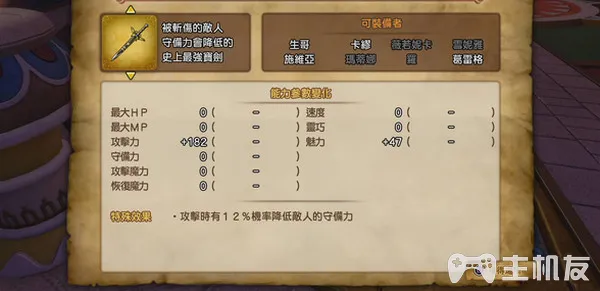 被斬傷的敵人
守備力會降低的
史上最強寶劍
可裝備者
生哥 卡繆 薇若妮卡 雪妮雅
施維亞 瑪蒂娜 羅 葛雷格
能力參數變化
最大HP 0 ( - )
最大MP 0 ( - )
攻擊力 +182 ( - )
守備力 0 ( - )
攻擊魔力 0 ( - )
恢復魔力 0 ( - )
速度 0 ( - )
靈巧 0 ( - )
魅力 +47 ( - )
特殊效果 ・攻擊時有12%機率降低敵人的守備力
主机友